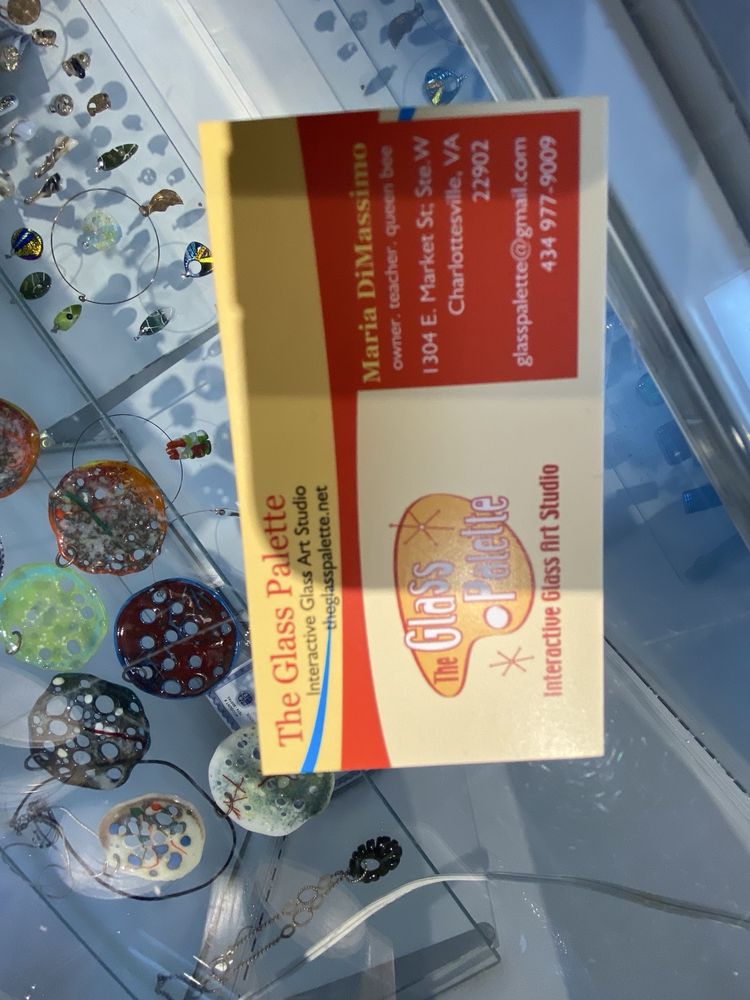 The Glass Palette
Interactive Glass Art Studio
theglasspalette.net
The Glass
Palette
Interactive Glass Art Studio
Maria DiMassimo
owner. teacher. queen bee
1304 E. Market St; Ste. W
Charlottesville, VA
22902
glasspalette@gmail.com
434 977-9009